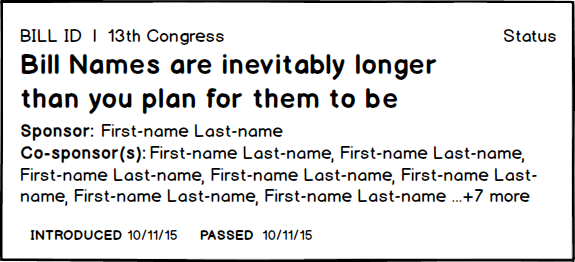 BILL ID | 13th Congress Status
Bill Names are inevitably longer
than you plan for them to be
Sponsor: First-name Last-name
Co-sponsor(s): First-name Last-name, First-name Last-name,
First-name Last-name, First-name Last-name, First-name Last-
name, First-name Last-name, First-name Last-name ...+7 more
INTRODUCED 10/11/15 PASSED 10/11/15